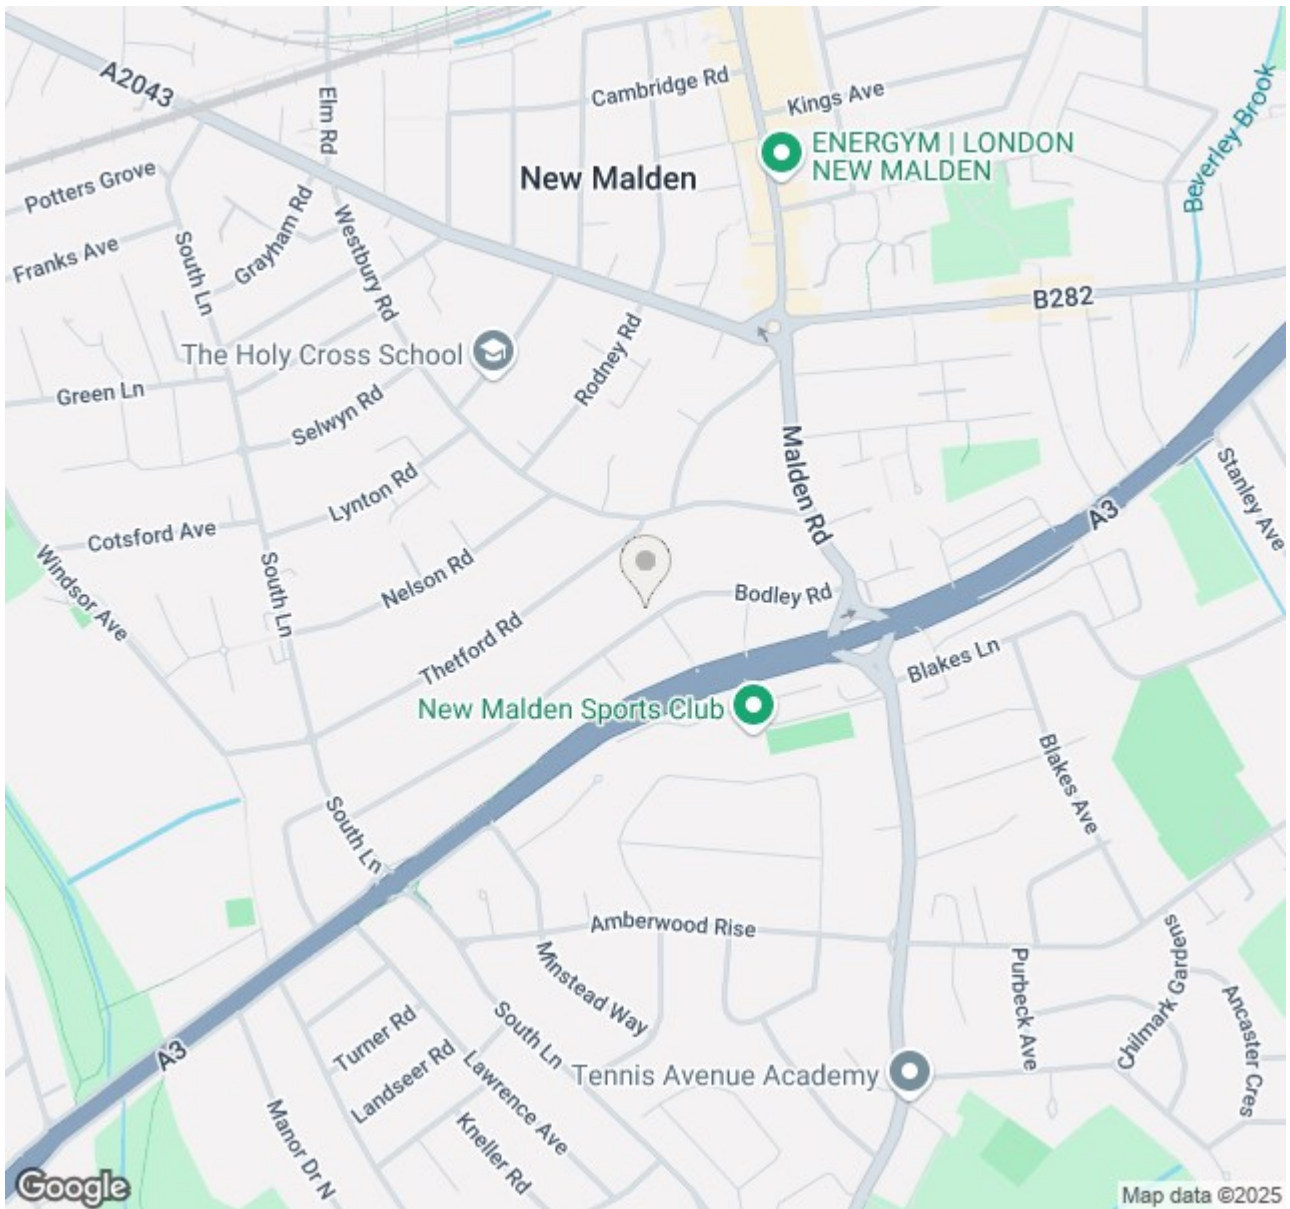 A2043
Elm Rd
Cambridge Rd
Kings Ave
Beverley Brook
ENERGYM | LONDON
NEW MALDEN
New Malden
Potters Grove
Franks Ave
South Ln
Grayham Rd
Westbury Rd
B282
The Holy Cross School
Rodney Rd
Green Ln
Selwyn Rd
Malden Rd
Stanley Ave
Lynton Rd
A3
Cotsford Ave
Windsor Ave
South Ln
Nelson Rd
Bodley Rd
Thetford Rd
Blakes Ln
New Malden Sports Club
Blakes Ave
South Ln
Amberwood Rise
Minstead Way
Purbeck Ave
Chilmark Gardens
Ancaster Cres
A3
Turner Rd
Landseer Rd
South Ln
Lawrence Ave
Tennis Avenue Academy
Manor Dr N
Kneller Rd
Google
Map data ©2025